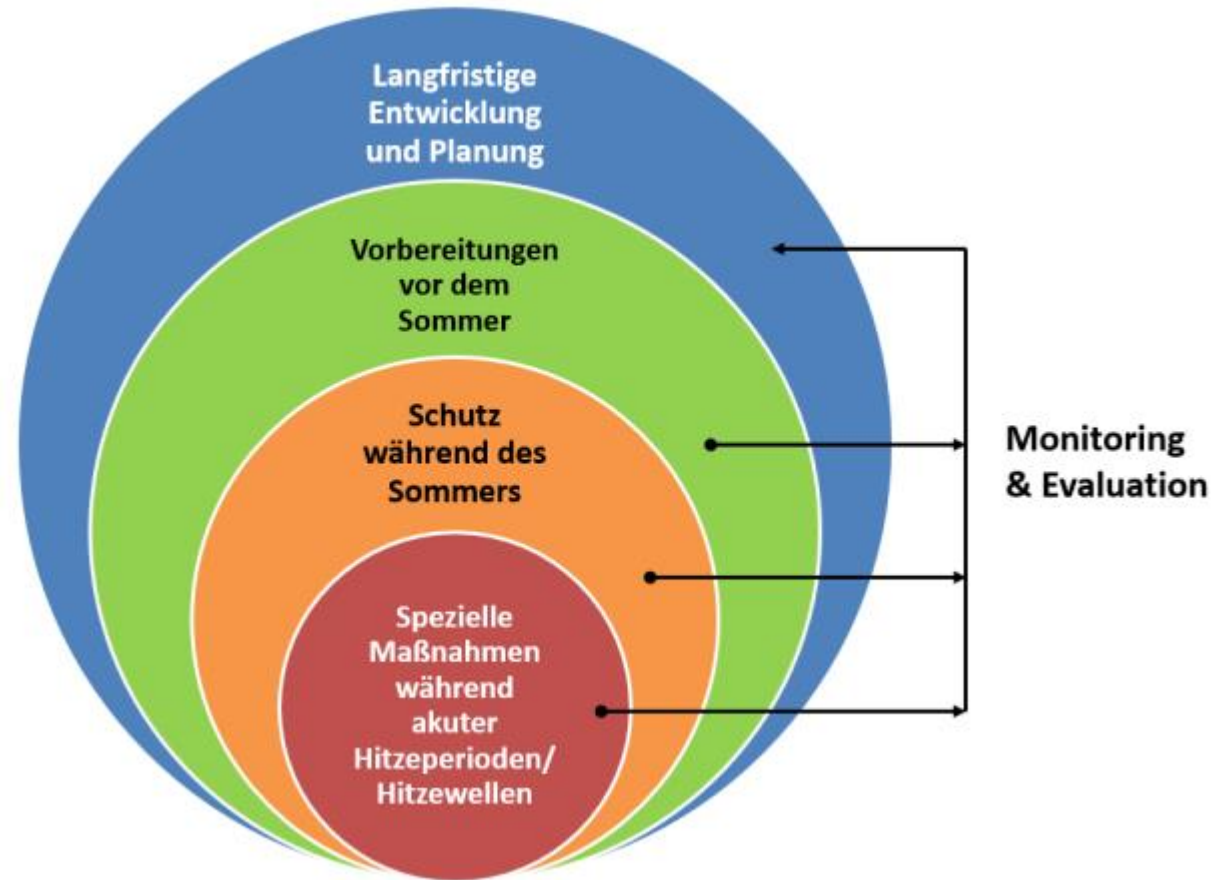 Langfristige
Entwicklung
und Planung
Vorbereitungen
vor dem
Sommer
Schutz
während des
Sommers
Spezielle
Maßnahmen
während
akuter
Hitzeperioden/
Hitzewellen
Monitoring
& Evaluation